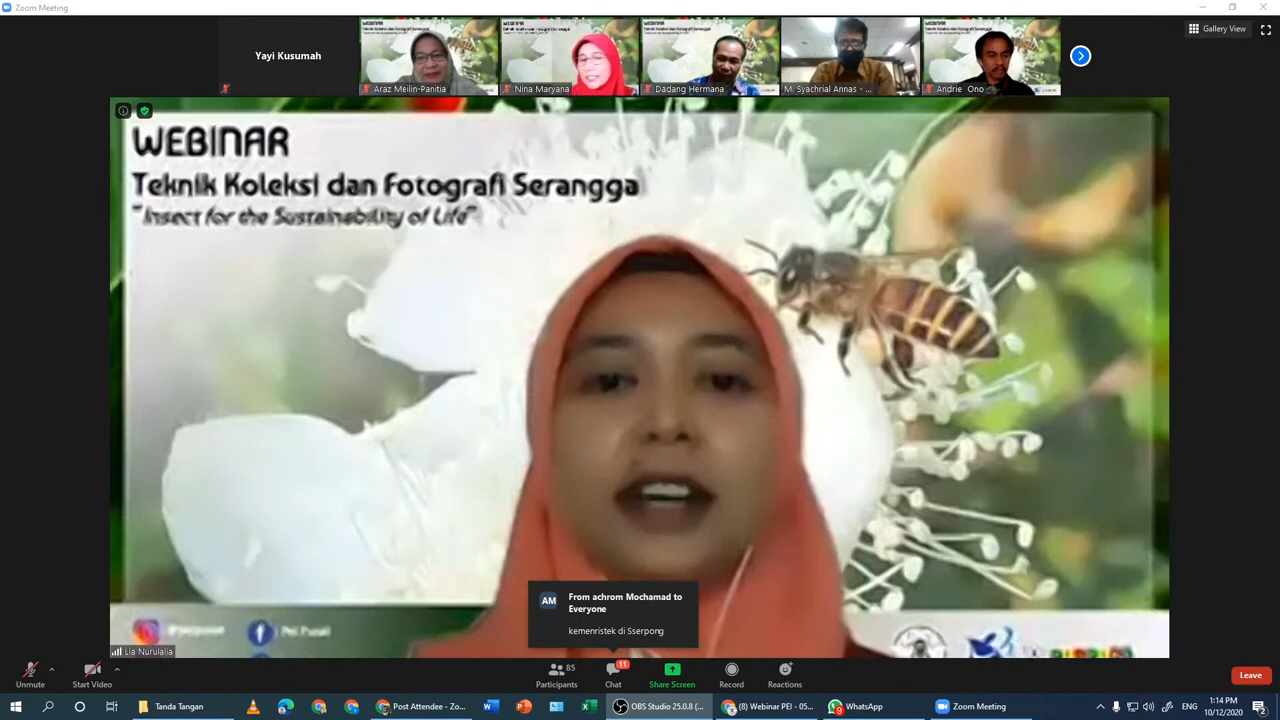 Zoom Meeting
Gallery View
Yayi Kusmnah
Araz Meilin-Panitia
Nina Maryana
Dadang Hermana
M. Syachrial Annas - ...
Andrie Ono
WEBINAR
Teknik Koleksi dan Fotografi Serangga
"Insect for the Sustainability of Life"
AM
From achrom Mochamad to
Everyone
kemenristek di Sserpong
Pei Pusat
Lia Nurulalia
Unmute
Start Video
85
Participants
11
Chat
Share Screen
Record
Reactions
Leave
Tanda Tangan
Post Attendee - Zo...
OBS Studio 25.0.8 (...
(8) Webinar PEI - 05...
9
WhatsApp
Zoom Meeting
ENG
1:14 PM
10/12/2020
2